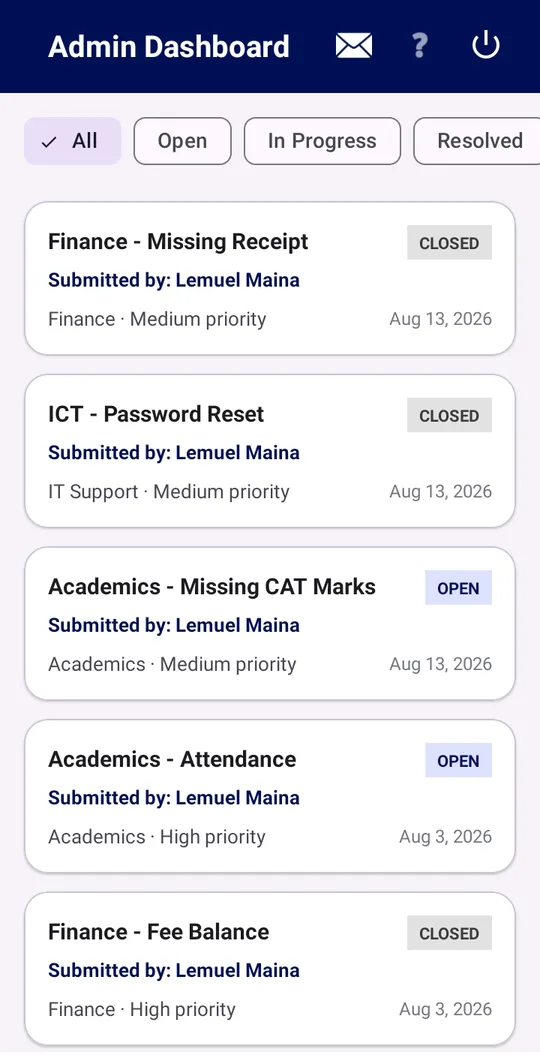 Admin Dashboard ?
✓ All Open In Progress Resolved
Finance - Missing Receipt CLOSED
Submitted by: Lemuel Maina
Finance · Medium priority Aug 13, 2026
ICT - Password Reset CLOSED
Submitted by: Lemuel Maina
IT Support · Medium priority Aug 13, 2026
Academics - Missing CAT Marks OPEN
Submitted by: Lemuel Maina
Academics · Medium priority Aug 13, 2026
Academics - Attendance OPEN
Submitted by: Lemuel Maina
Academics · High priority Aug 3, 2026
Finance - Fee Balance CLOSED
Submitted by: Lemuel Maina
Finance · High priority Aug 3, 2026